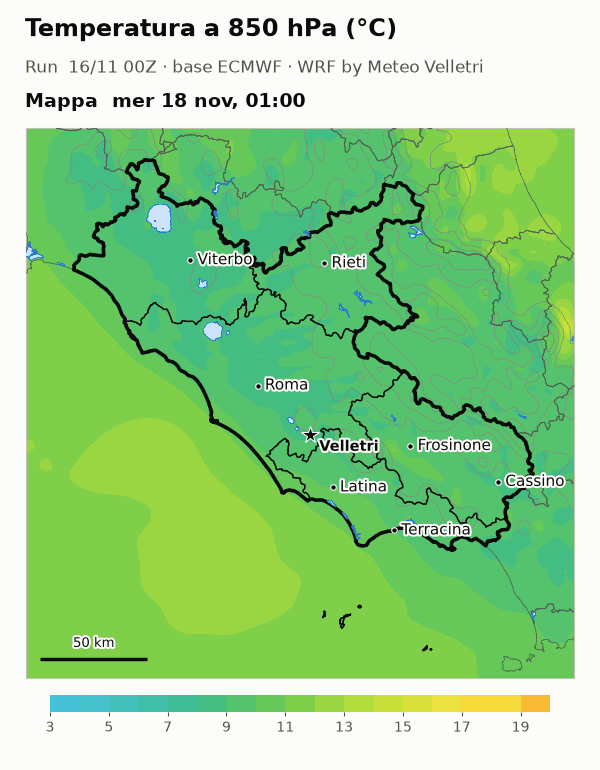 Temperatura a 850 hPa (°C)
Run 16/11 00Z · base ECMWF · WRF by Meteo Velletri
Mappa mer 18 nov, 01:00
Viterbo
Rieti
Roma
Velletri
Frosinone
Cassino
Latina
Terracina
50 km
3 5 7 9 11 13 15 17 19